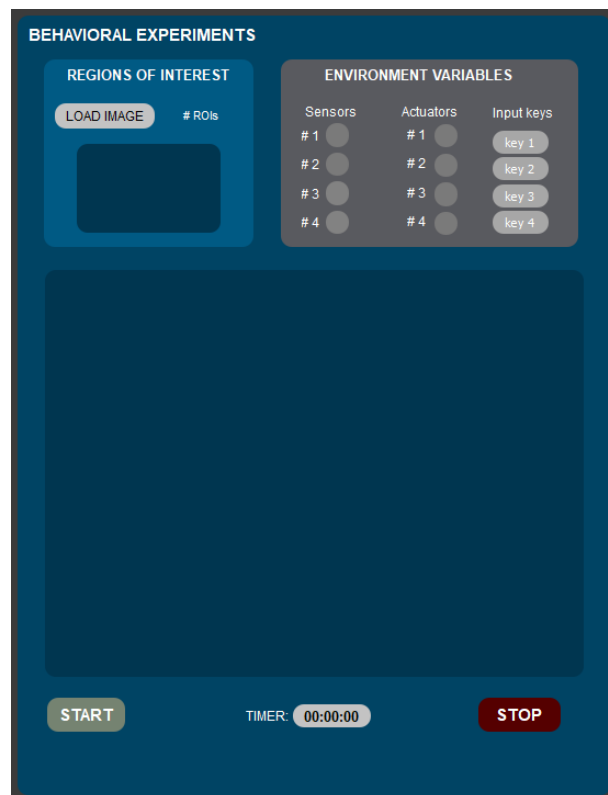 BEHAVIORAL EXPERIMENTS
REGIONS OF INTEREST
LOAD IMAGE # ROIs
ENVIRONMENT VARIABLES
Sensors Actuators Input keys
# 1 # 1 key 1
# 2 # 2 key 2
# 3 # 3 key 3
# 4 # 4 key 4
START TIMER: 00:00:00 STOP